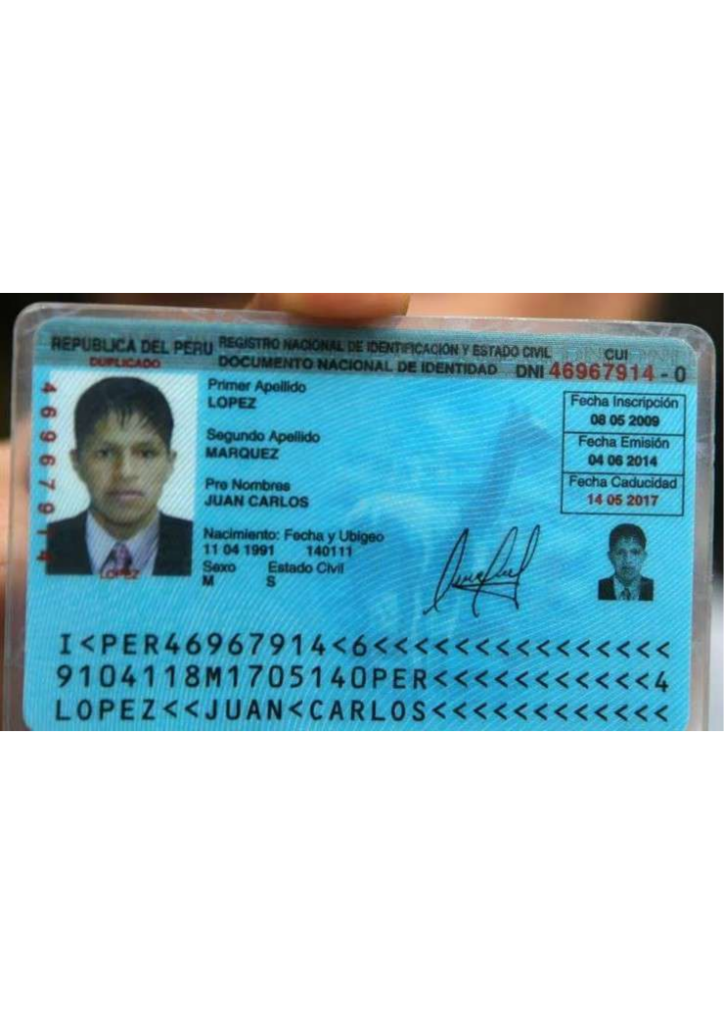 REPUBLICA DEL PERU REGISTRO NACIONAL DE IDENTIFICACIÓN Y ESTADO CIVIL CUI
DUPLICADO DOCUMENTO NACIONAL DE IDENTIDAD DNI 46967914 - 0
46967914
Primer Apellido
LOPEZ
Segundo Apellido
MARQUEZ
Pre Nombres
JUAN CARLOS
Nacimiento: Fecha y Ubigeo
11 04 1991 140111
Sexo Estado Civil
M S
Fecha Inscripción
08 05 2009
Fecha Emisión
04 06 2014
Fecha Caducidad
14 05 2017
LOPEZ
I<PER46967914<6<<<<<<<<<<<<<<<
9104118M1705140PER<<<<<<<<<<<4
LOPEZ<<JUAN<CARLOS<<<<<<<<<<<<